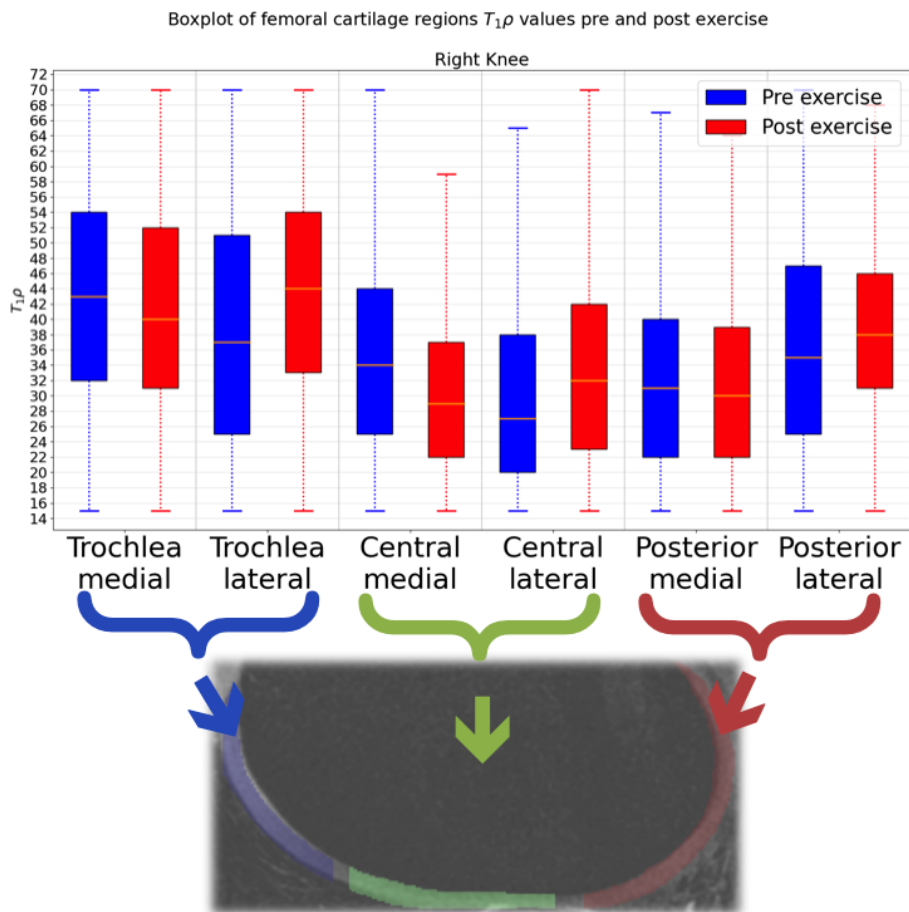 Boxplot of femoral cartilage regions T₁ρ values pre and post exercise
Right Knee
72
70
68
66
64
62
60
58
56
54
52
50
48
46
44
42
40
38
36
34
32
30
28
26
24
22
20
18
16
14
T₁ρ
Pre exercise
Post exercise
Trochlea medial
Trochlea lateral
Central medial
Central lateral
Posterior medial
Posterior lateral